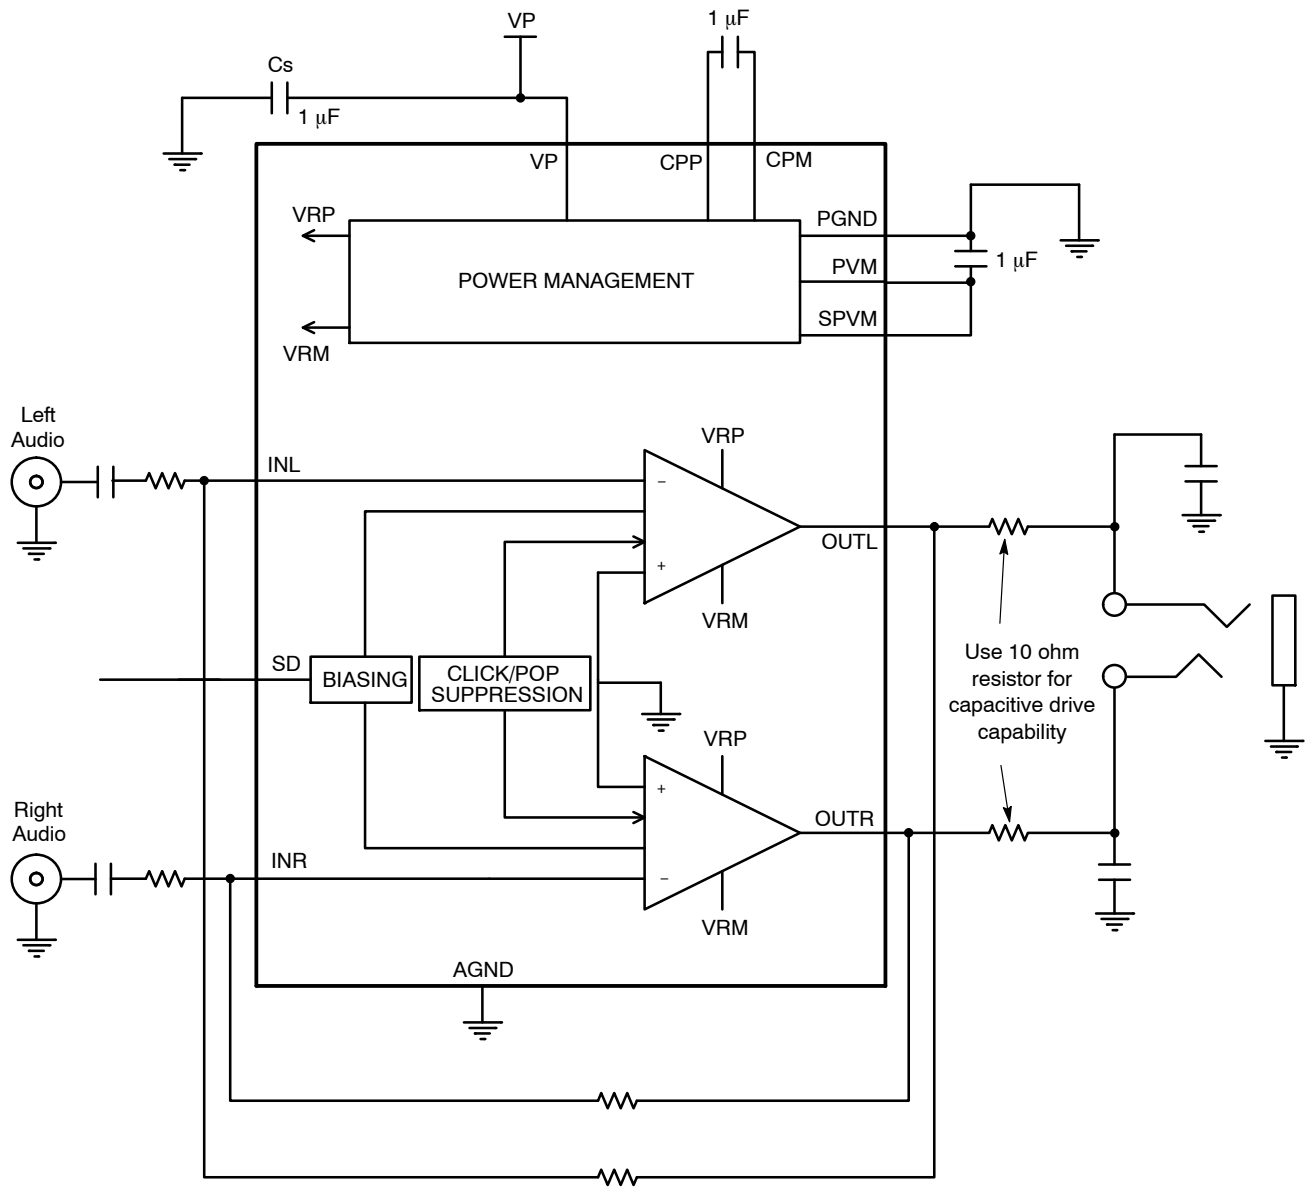 VP
1 μF
Cs
1 μF
VP
CPP
CPM
VRP
PGND
POWER MANAGEMENT
PVM
1 μF
SPVM
VRM
Left
Audio
INL
VRP
−
+
OUTL
VRM
SD
BIASING
CLICK/POP
SUPPRESSION
Use 10 ohm
resistor for
capacitive drive
capability
VRP
+
Right
Audio
INR
OUTR
−
VRM
AGND